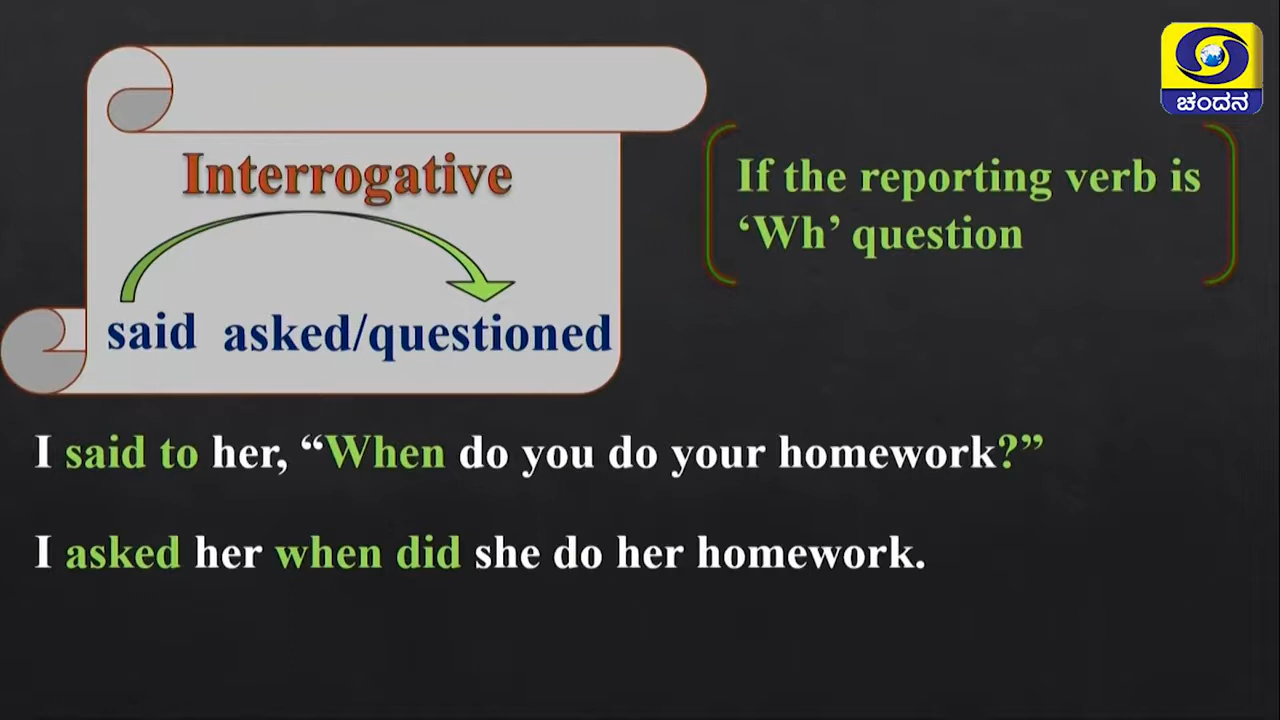 ಚಂದನ
Interrogative
If the reporting verb is
‘Wh’ question
said asked/questioned
I said to her, “When do you do your homework?”
I asked her when did she do her homework.